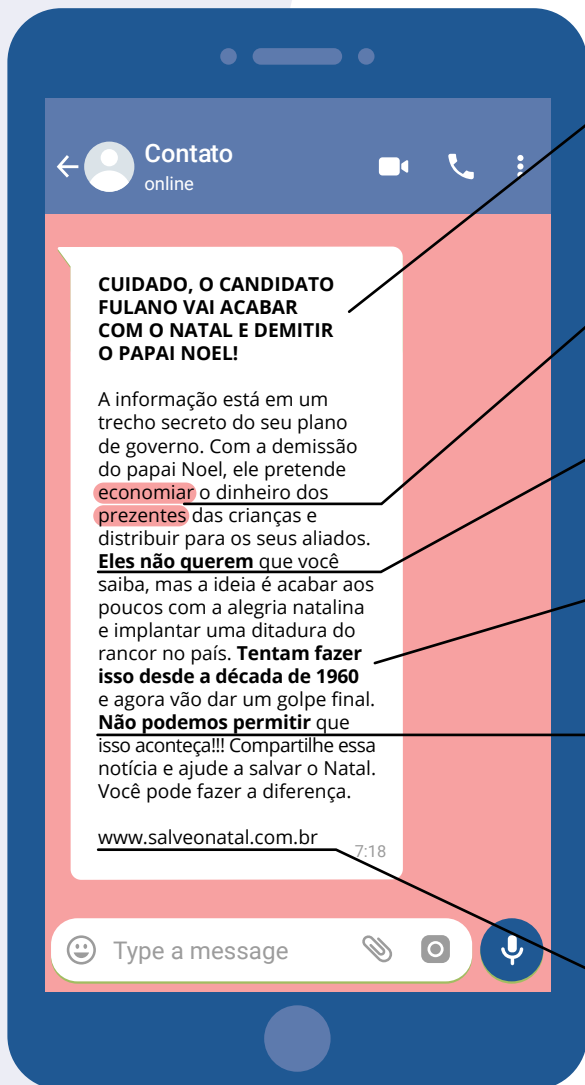 Contato
online
CUIDADO, O CANDIDATO
FULANO VAI ACABAR
COM O NATAL E DEMITIR
O PAPAI NOEL!
A informação está em um
trecho secreto do seu plano
de governo. Com a demissão
do papai Noel, ele pretende
economiar o dinheiro dos
prezentes das crianças e
distribuir para os seus aliados.
Eles não querem que você
saiba, mas a ideia é acabar aos
poucos com a alegria natalina
e implantar uma ditadura do
rancor no país. Tentam fazer
isso desde a década de 1960
e agora vão dar um golpe final.
Não podemos permitir que
isso aconteça!!! Compartilhe essa
notícia e ajude a salvar o Natal.
Você pode fazer a diferença.
www.salveonatal.com.br
7:18
Type a message